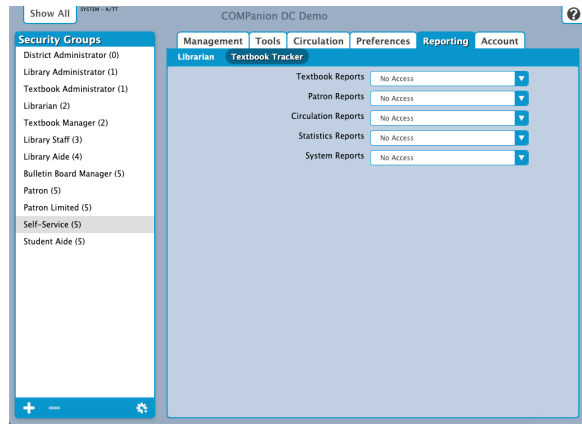 Show All
SYSTEM - A/TT
COMPanion DC Demo
?
Security Groups
District Administrator (0)
Library Administrator (1)
Textbook Administrator (1)
Librarian (2)
Textbook Manager (2)
Library Staff (3)
Library Aide (4)
Bulletin Board Manager (5)
Patron (5)
Patron Limited (5)
Self-Service (5)
Student Aide (5)
Management Tools Circulation Preferences Reporting Account
Librarian Textbook Tracker
Textbook Reports No Access
Patron Reports No Access
Circulation Reports No Access
Statistics Reports No Access
System Reports No Access